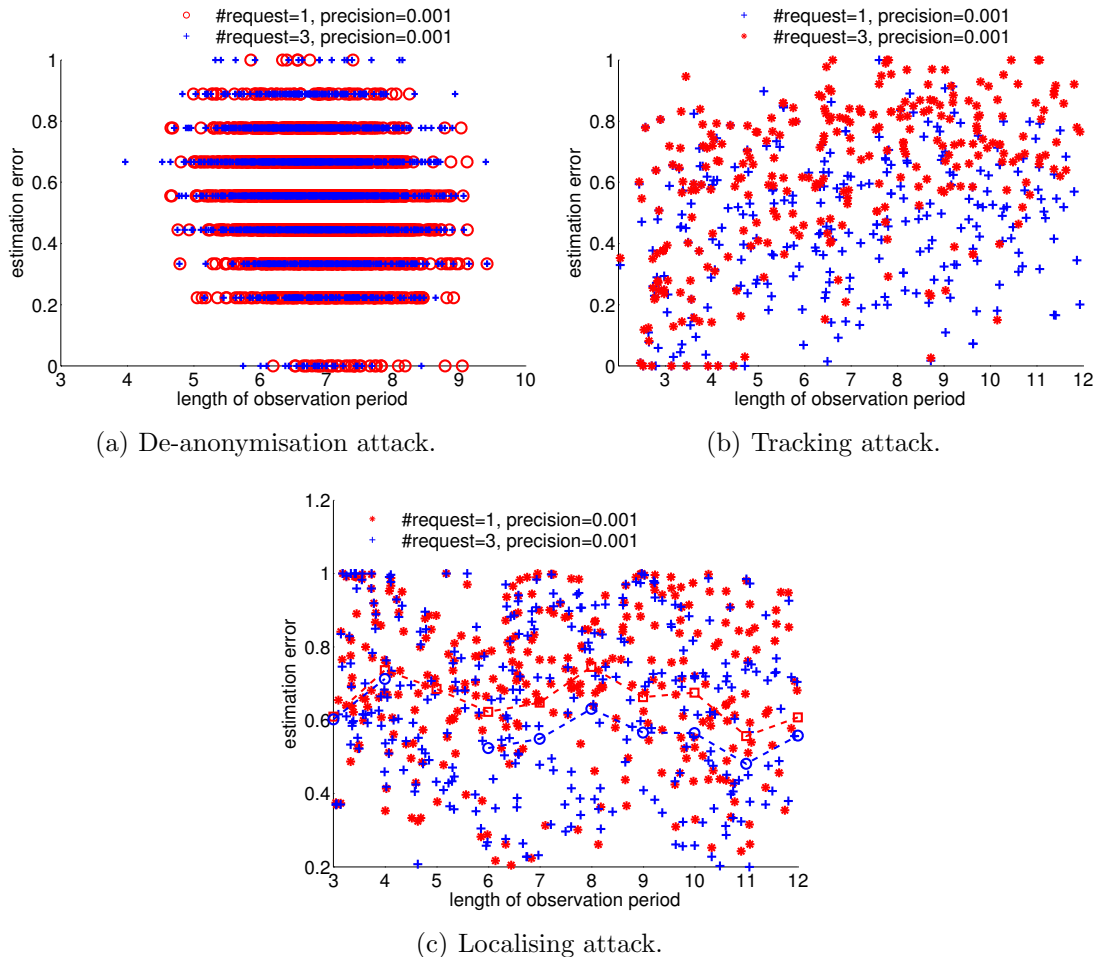 #request=1, precision=0.001
#request=3, precision=0.001
1
0.8
0.6
0.4
0.2
0
estimation error
3 4 5 6 7 8 9 10
length of observation period
(a) De-anonymisation attack.
#request=1, precision=0.001
#request=3, precision=0.001
1
0.8
0.6
0.4
0.2
0
estimation error
3 4 5 6 7 8 9 10 11 12
length of observation period
(b) Tracking attack.
1.2
#request=1, precision=0.001
#request=3, precision=0.001
1
0.8
0.6
0.4
0.2
estimation error
3 4 5 6 7 8 9 10 11 12
length of observation period
(c) Localising attack.